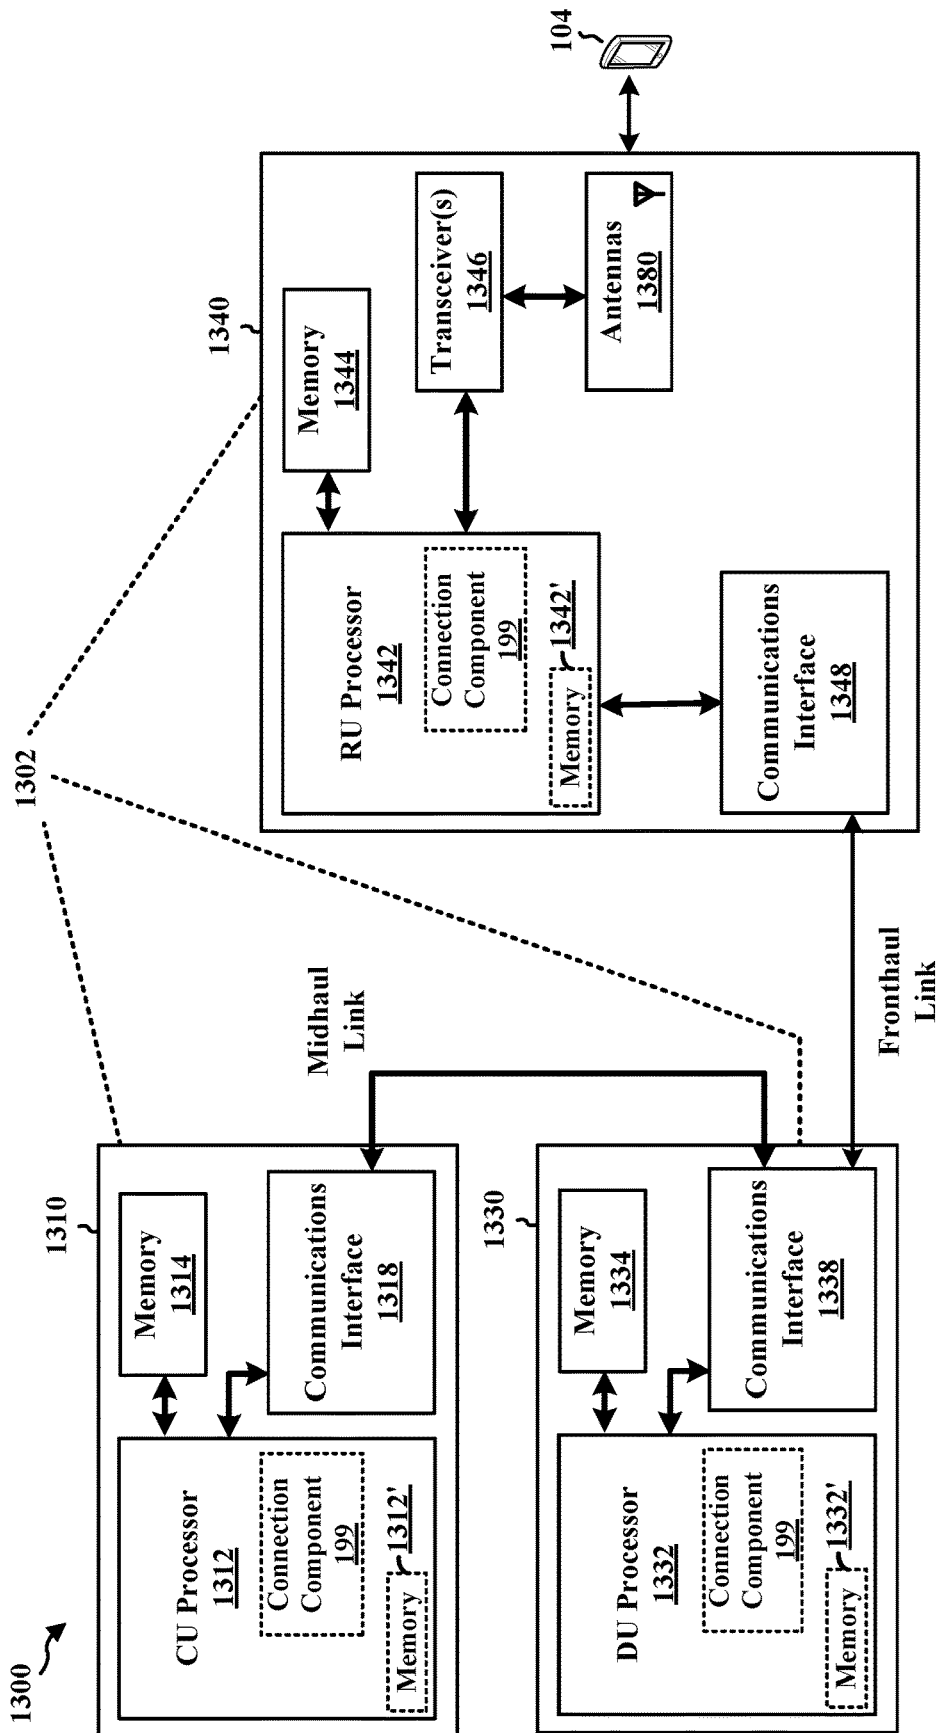 1300
1302
1310
CU Processor
1312
Connection
Component
199
Memory
1312'
Memory
1314
Communications
Interface
1318
Midhaul
Link
1330
DU Processor
1332
Connection
Component
199
Memory
1332'
Memory
1334
Communications
Interface
1338
Fronthaul
Link
1340
RU Processor
1342
Connection
Component
199
Memory
1342'
Memory
1344
Transceiver(s)
1346
Antennas
1380
Communications
Interface
1348
104